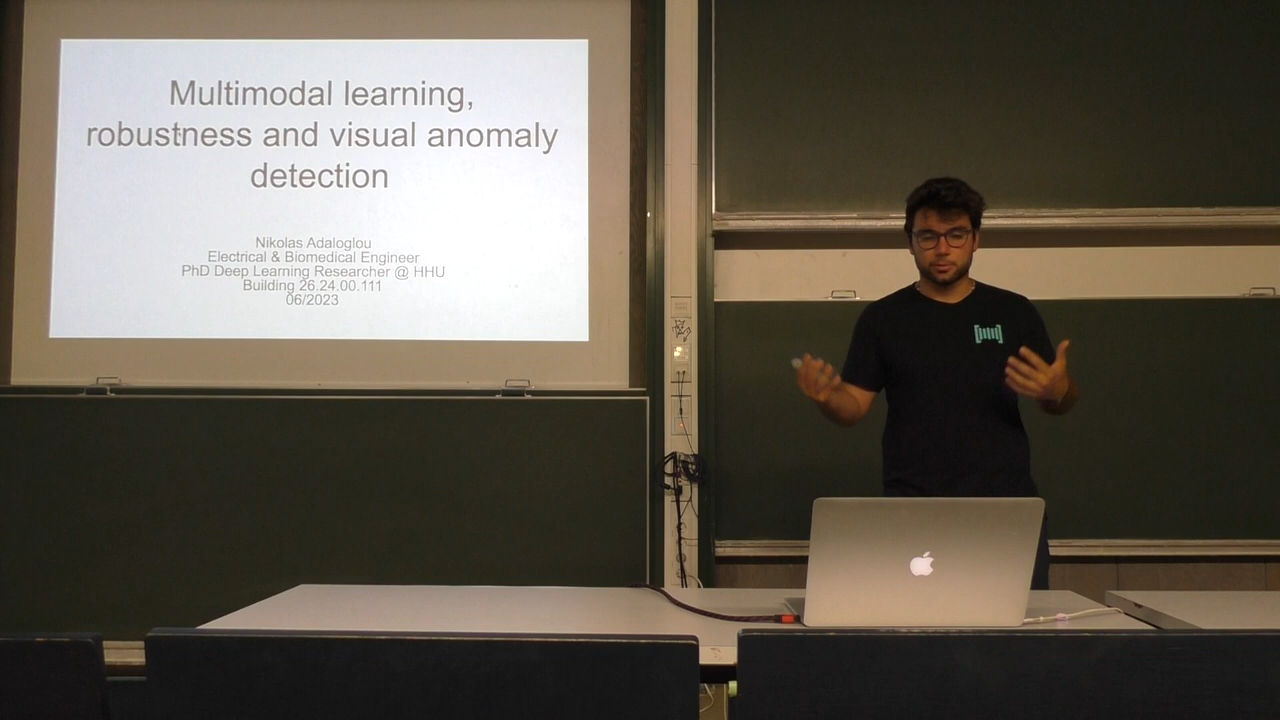 Multimodal learning,
robustness and visual anomaly
detection
Nikolas Adaloglou
Electrical & Biomedical Engineer
PhD Deep Learning Researcher @ HHU
Building 26.24.00.111
06/2023